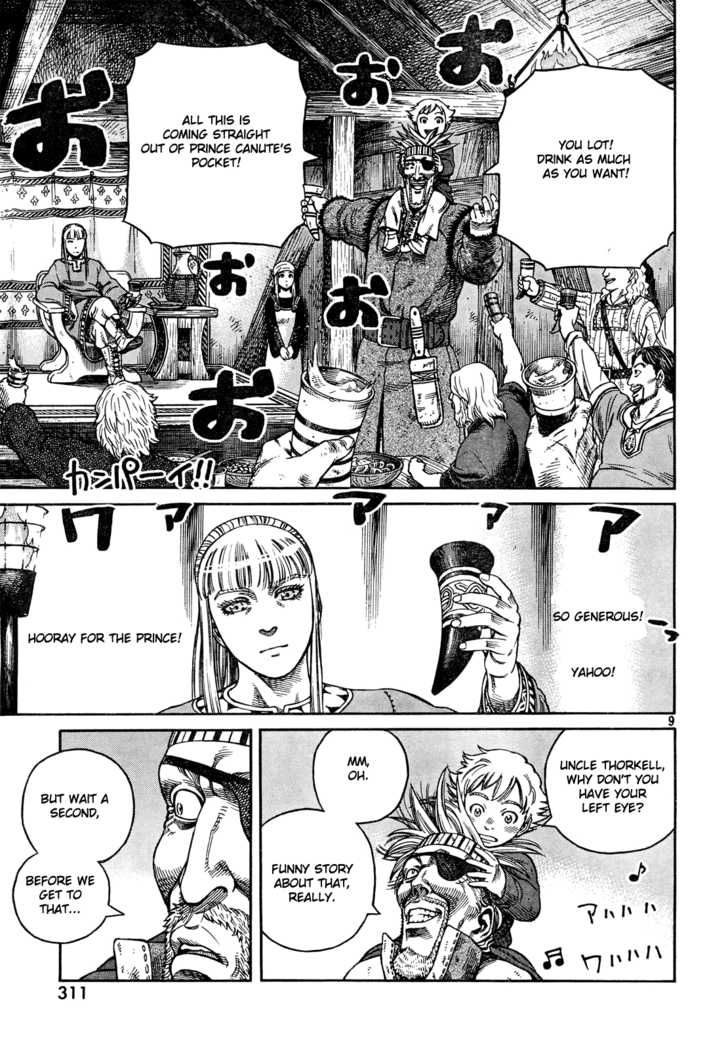 YOU LOT!
DRINK AS MUCH
AS YOU WANT!
ALL THIS IS
COMING STRAIGHT
OUT OF PRINCE CANUTE'S
POCKET!
お
お
お
お
お
お
お
カンパーイ!!
ワ
ァ
ァ
ァ
ーっ
SO GENEROUS!
YAHOO!
HOORAY FOR THE PRINCE!
9
UNCLE THORKELL,
WHY DON'T YOU
HAVE YOUR
LEFT EYE?
MM,
OH.
FUNNY STORY
ABOUT THAT,
REALLY.
アハハハ
ワハハハ
BUT WAIT A
SECOND,
BEFORE WE
GET TO
THAT...
311